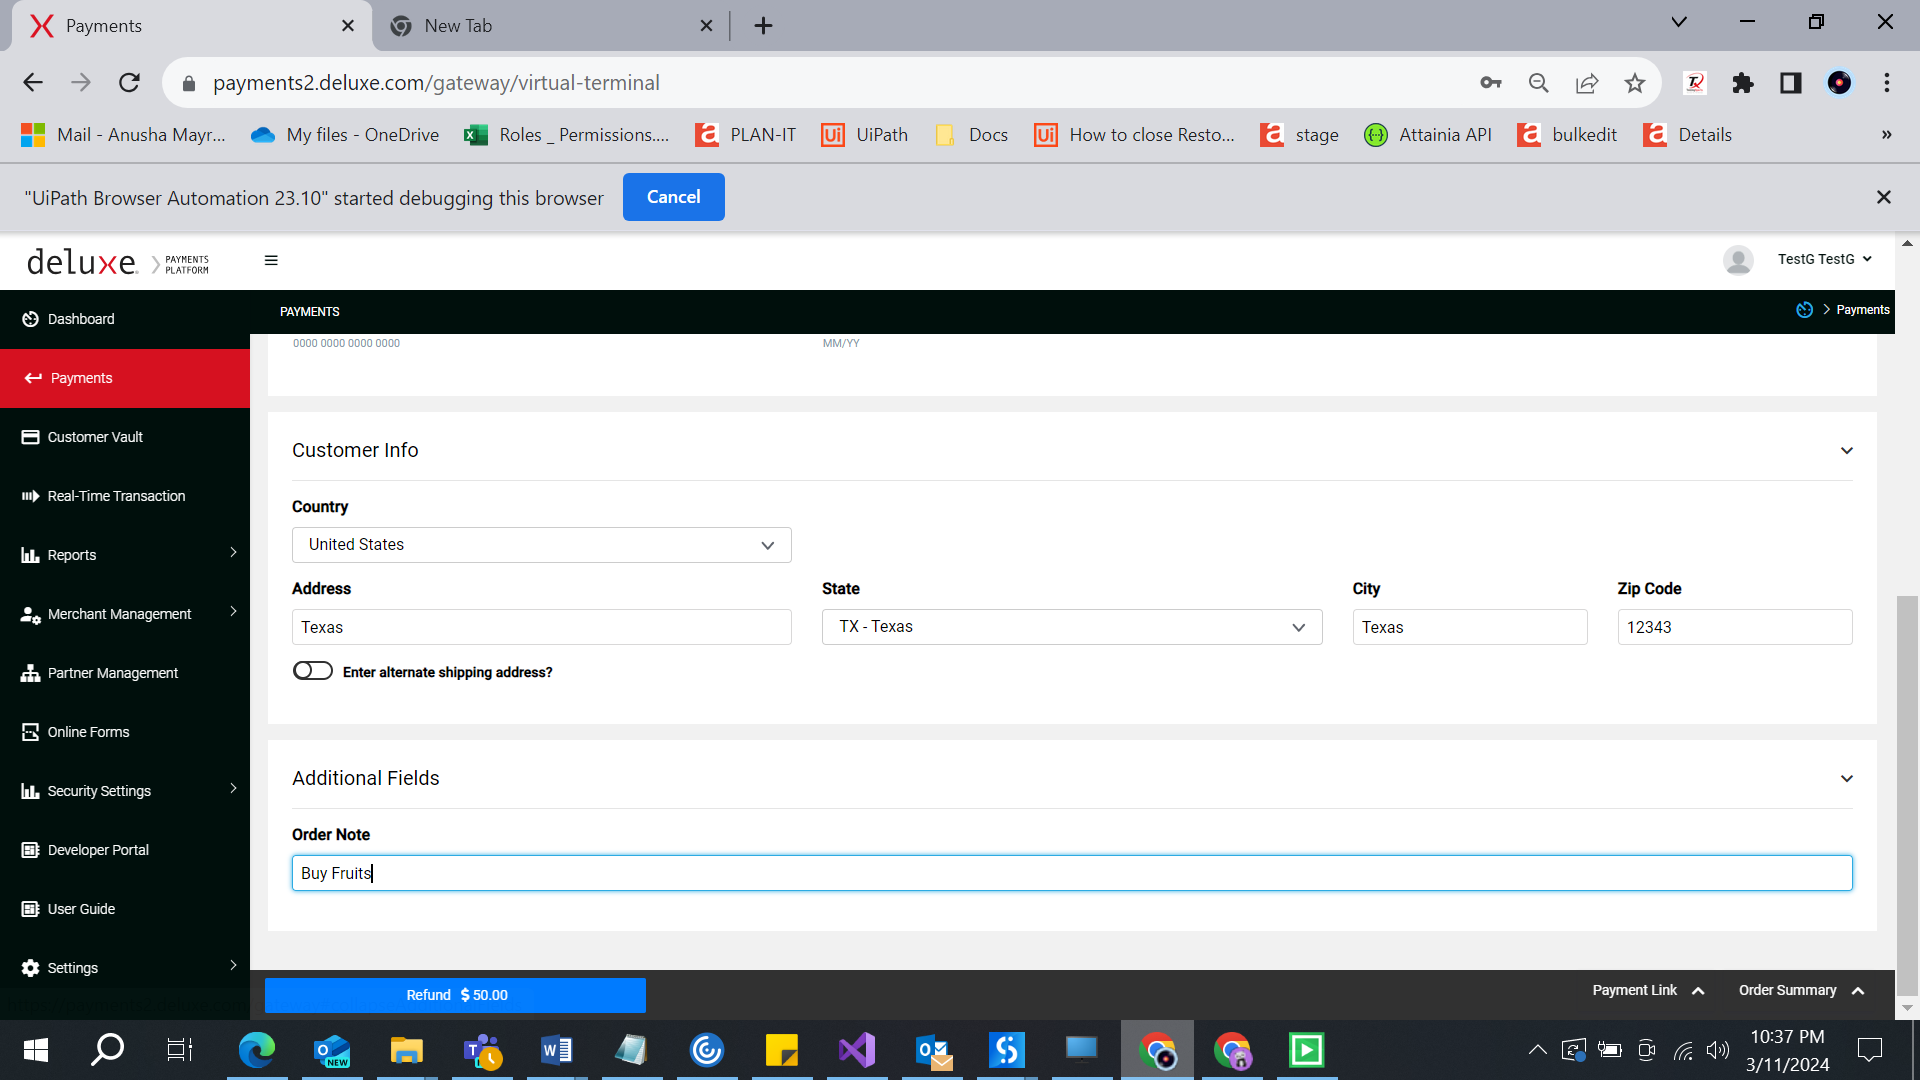 Payments
New Tab
payments2.deluxe.com/gateway/virtual-terminal
Mail - Anusha Mayr...
My files - OneDrive
Roles _ Permissions....
PLAN-IT
UiPath
Docs
How to close Resto...
stage
Attainia API
bulkedit
Details
»
"UiPath Browser Automation 23.10" started debugging this browser
Cancel
deluxe.
PAYMENTS
PLATFORM
TestG TestG
Dashboard
Payments
Customer Vault
Real-Time Transaction
Reports
Merchant Management
Partner Management
Online Forms
Security Settings
Developer Portal
User Guide
Settings
PAYMENTS
Payments
0000 0000 0000 0000
MM/YY
Customer Info
Country
United States
Address
State
City
Zip Code
Texas
TX - Texas
Texas
12343
Enter alternate shipping address?
Additional Fields
Order Note
Buy Fruits
Refund $ 50.00
Payment Link
Order Summary
NEW
10:37 PM
3/11/2024